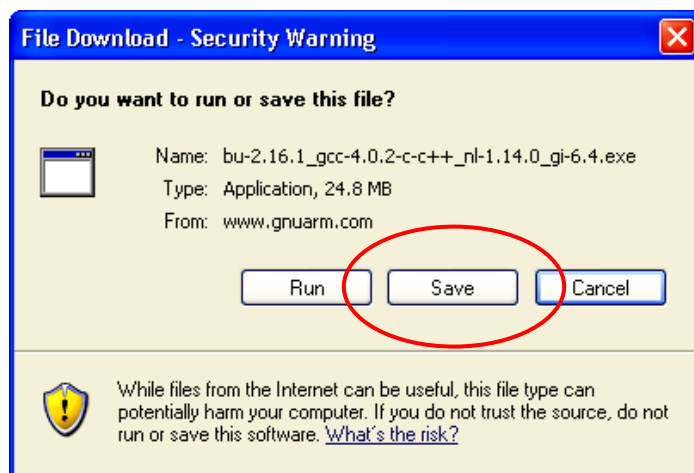 File Download - Security Warning
Do you want to run or save this file?
Name: bu-2.16.1_gcc-4.0.2-c-c++_nl-1.14.0_gi-6.4.exe
Type: Application, 24.8 MB
From: www.gnuarm.com
Run Save Cancel
While files from the Internet can be useful, this file type can
potentially harm your computer. If you do not trust the source, do not
run or save this software. What's the risk?